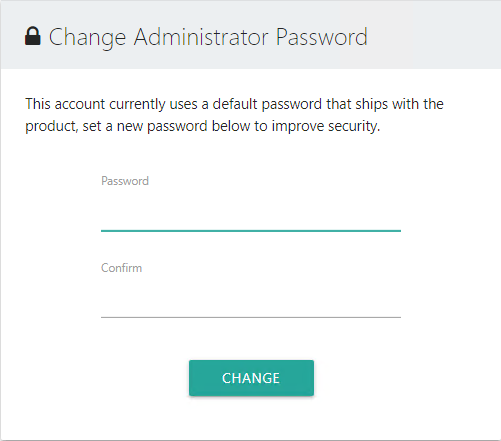 Change Administrator Password
This account currently uses a default password that ships with the
product, set a new password below to improve security.
Password
Confirm
CHANGE